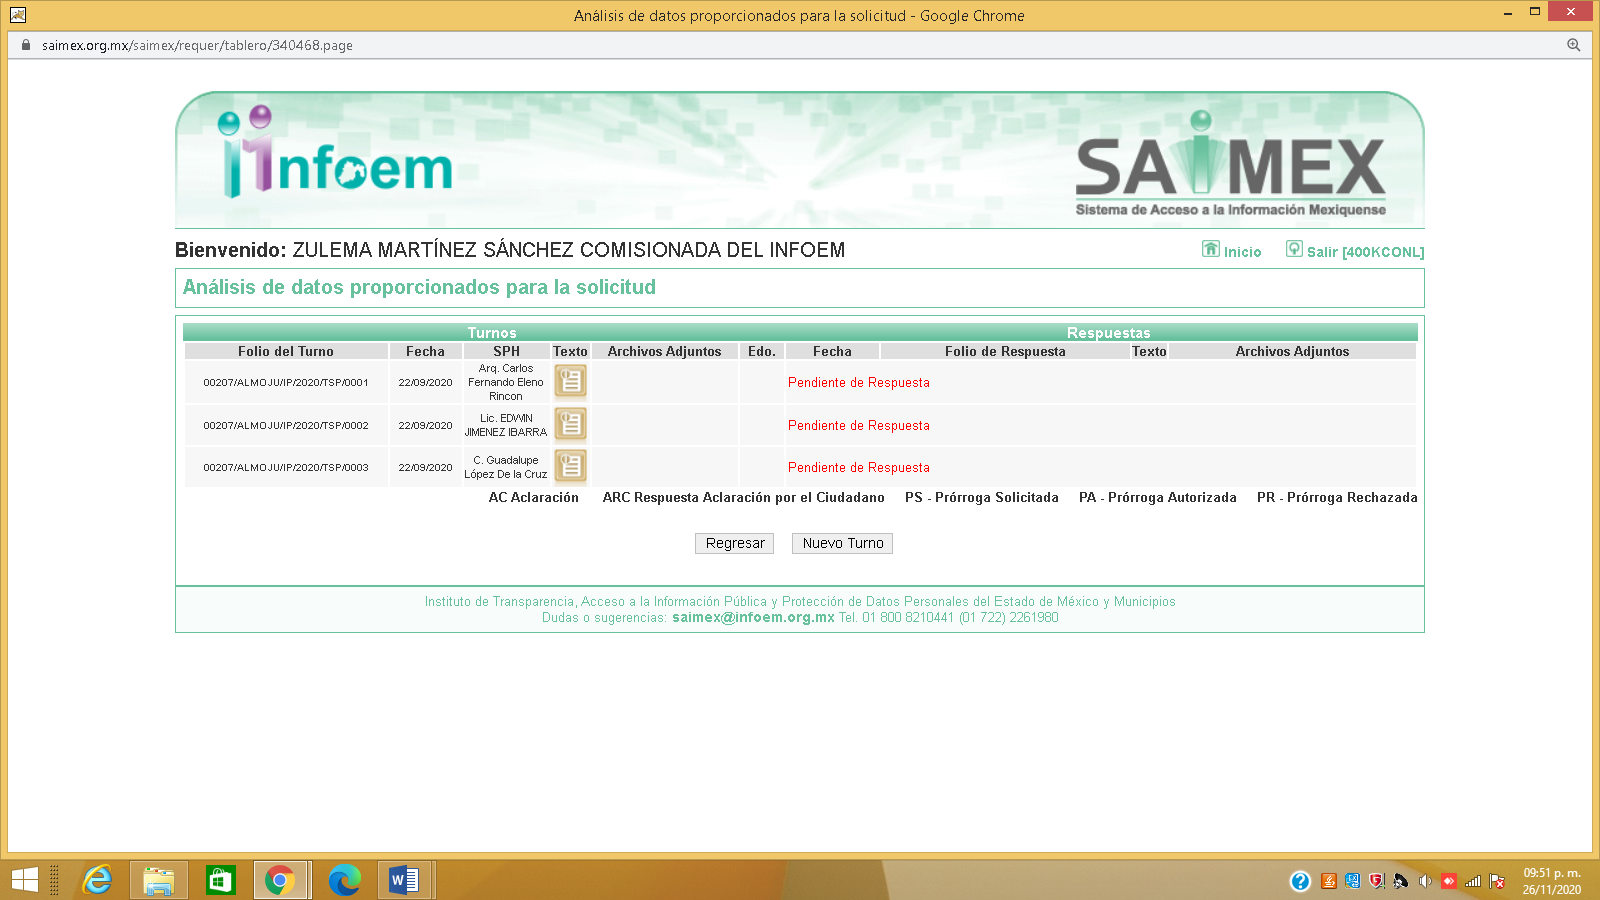 Análisis de datos proporcionados para la solicitud - Google Chrome
saimex.org.mx/saimex/requer/tablero/340468.page
infoem
SAIMEX
Sistema de Acceso a la Información Mexiquense
Bienvenido: ZULEMA MARTÍNEZ SÁNCHEZ COMISIONADA DEL INFOEM
Inicio Salir [400KCONL]
Análisis de datos proporcionados para la solicitud
Turnos Respuestas
Folio del Turno Fecha SPH Texto Archivos Adjuntos Edo. Fecha Folio de Respuesta Texto Archivos Adjuntos
00207/ALMOJU/IP/2020/TSP/0001 22/09/2020 Arq. Carlos Fernando Eleno Rincon Pendiente de Respuesta
00207/ALMOJU/IP/2020/TSP/0002 22/09/2020 Lic. EDWIN JIMENEZ IBARRA Pendiente de Respuesta
00207/ALMOJU/IP/2020/TSP/0003 22/09/2020 C. Guadalupe López De la Cruz Pendiente de Respuesta
AC Aclaración ARC Respuesta Aclaración por el Ciudadano PS - Prórroga Solicitada PA - Prórroga Autorizada PR - Prórroga Rechazada
Regresar Nuevo Turno
Instituto de Transparencia, Acceso a la Información Pública y Protección de Datos Personales del Estado de México y Municipios
Dudas o sugerencias: saimex@infoem.org.mx Tel. 01 800 8210441 (01 722) 2261980
09:51 p. m.
26/11/2020